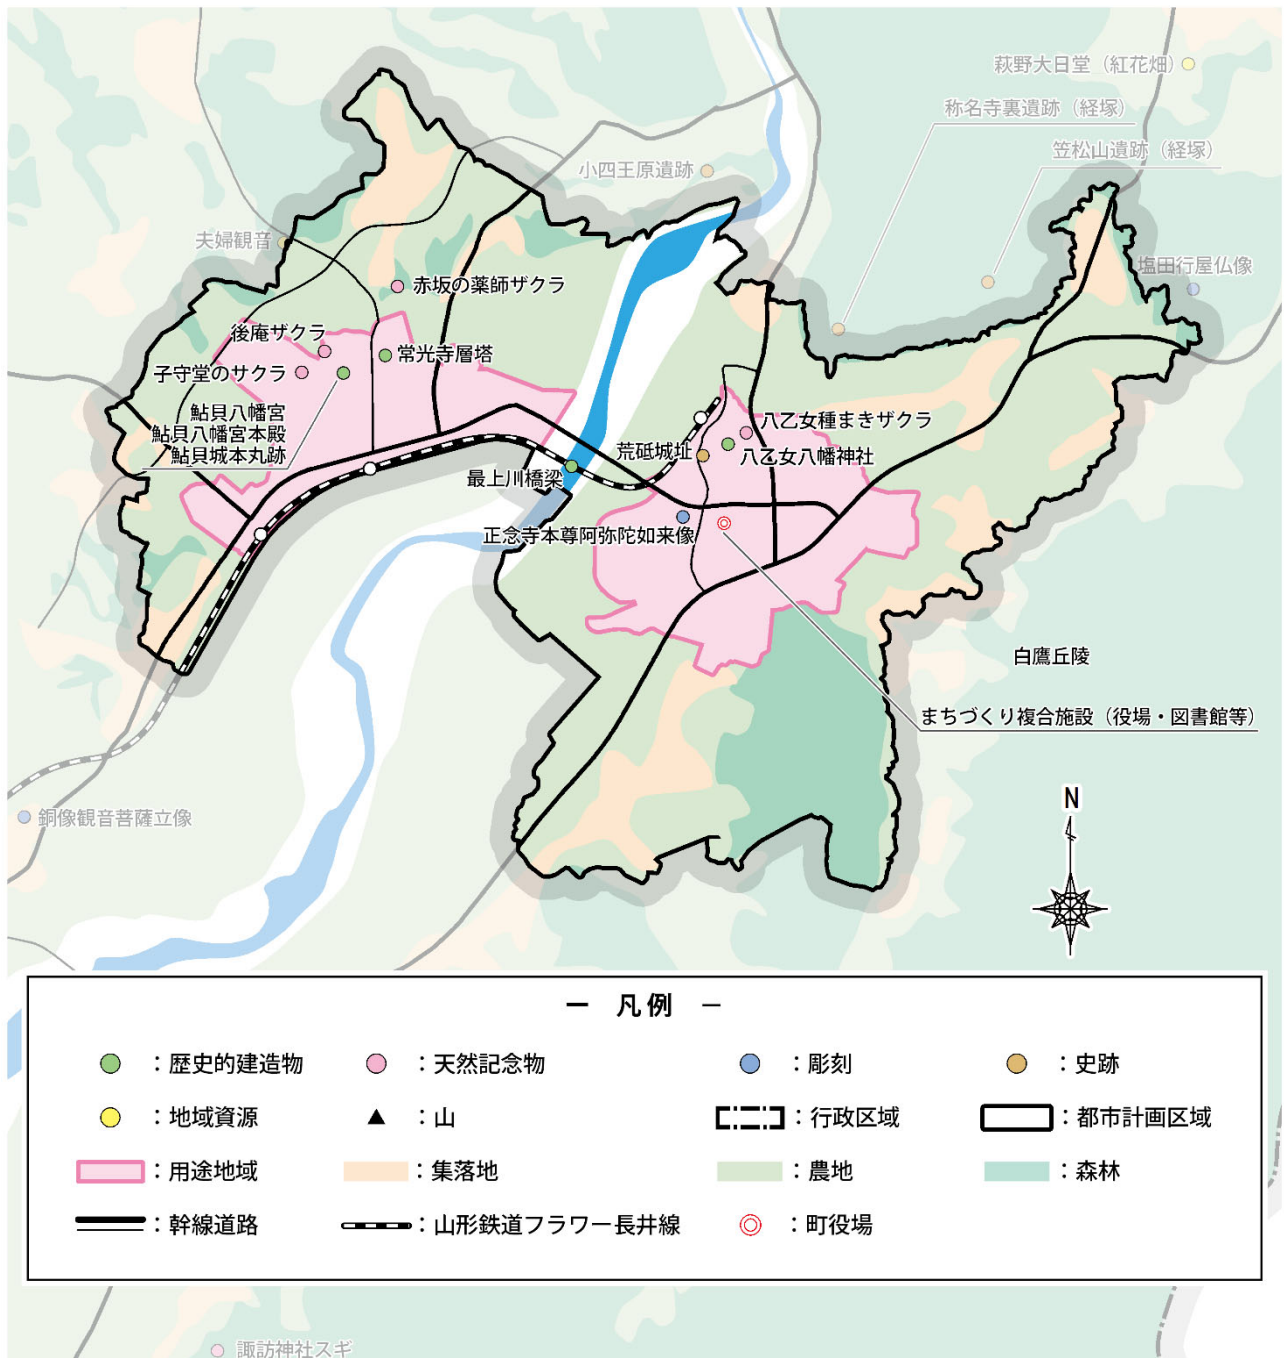 萩野大日堂（紅花畑）
称名寺裏遺跡（経塚）
笠松山遺跡（経塚）
小四王原遺跡
夫婦観音
塩田行屋仏像
赤坂の薬師ザクラ
後庵ザクラ
常光寺層塔
子守堂のサクラ
鮎貝八幡宮
鮎貝八幡宮本殿
鮎貝城本丸跡
八乙女種まきザクラ
荒砥城址
八乙女八幡神社
最上川橋梁
正念寺本尊阿弥陀如来像
白鷹丘陵
まちづくり複合施設（役場・図書館等）
銅像観音菩薩立像
N
― 凡例 ―
：歴史的建造物 ：天然記念物 ：彫刻 ：史跡
：地域資源 ：山 ：行政区域 ：都市計画区域
：用途地域 ：集落地 ：農地 ：森林
：幹線道路 ：山形鉄道フラワー長井線 ：町役場
諏訪神社スギ